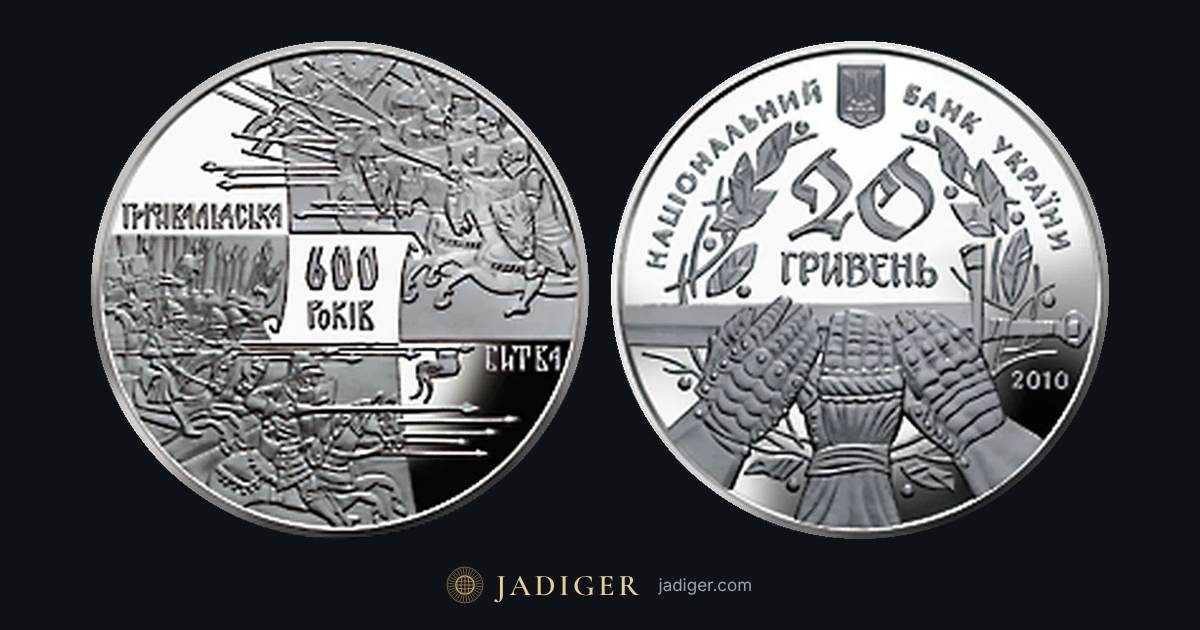 ГРЮНВАЛЬДСЬКА
600
РОКІВ
БИТВА
НАЦІОНАЛЬНИЙ БАНК УКРАЇНИ
20
ГРИВЕНЬ
2010
JADIGER jadiger.com